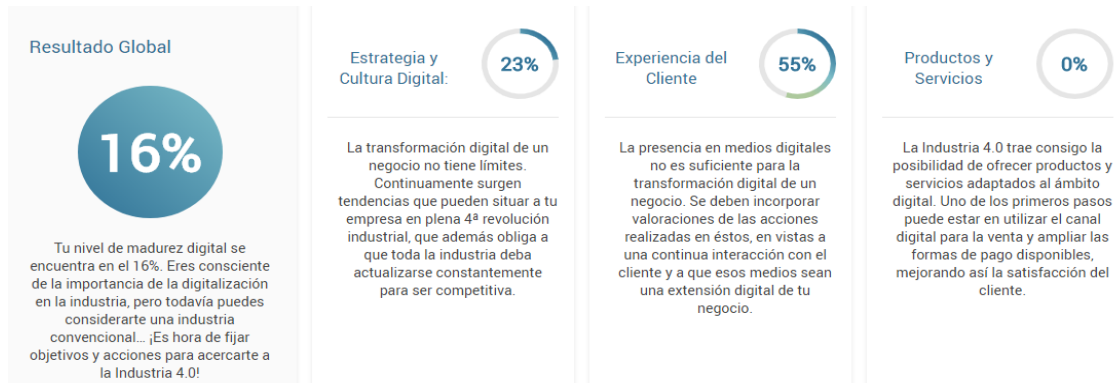 Resultado Global
16%
Tu nivel de madurez digital se
encuentra en el 16%. Eres consciente
de la importancia de la digitalización
en la industria, pero todavía puedes
considerarte una industria
convencional... ¡Es hora de fijar
objetivos y acciones para acercarte a
la Industria 4.0!
Estrategia y
Cultura Digital:
23%
La transformación digital de un
negocio no tiene límites.
Continuamente surgen
tendencias que pueden situar a tu
empresa en plena 4ª revolución
industrial, que además obliga a
que toda la industria deba
actualizarse constantemente
para ser competitiva.
Experiencia del
Cliente
55%
La presencia en medios digitales
no es suficiente para la
transformación digital de un
negocio. Se deben incorporar
valoraciones de las acciones
realizadas en éstos, en vistas a
una continua interacción con el
cliente y a que esos medios sean
una extensión digital de tu
negocio.
Productos y
Servicios
0%
La Industria 4.0 trae consigo la
posibilidad de ofrecer productos y
servicios adaptados al ámbito
digital. Uno de los primeros pasos
puede estar en utilizar el canal
digital para la venta y ampliar las
formas de pago disponibles,
mejorando así la satisfacción del
cliente.